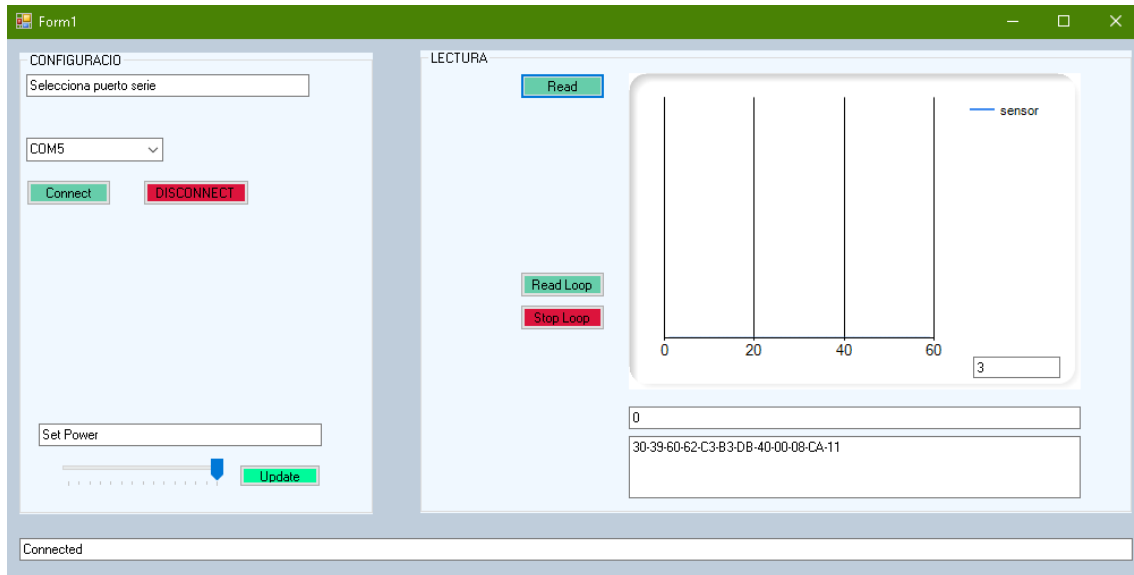 Form1
CONFIGURACIO
Selecciona puerto serie
COM5
Connect
DISCONNECT
Set Power
Update
LECTURA
Read
sensor
0
20
40
60
3
Read Loop
Stop Loop
0
30-39-60-62-C3-B3-DB-40-00-08-CA-11
Connected